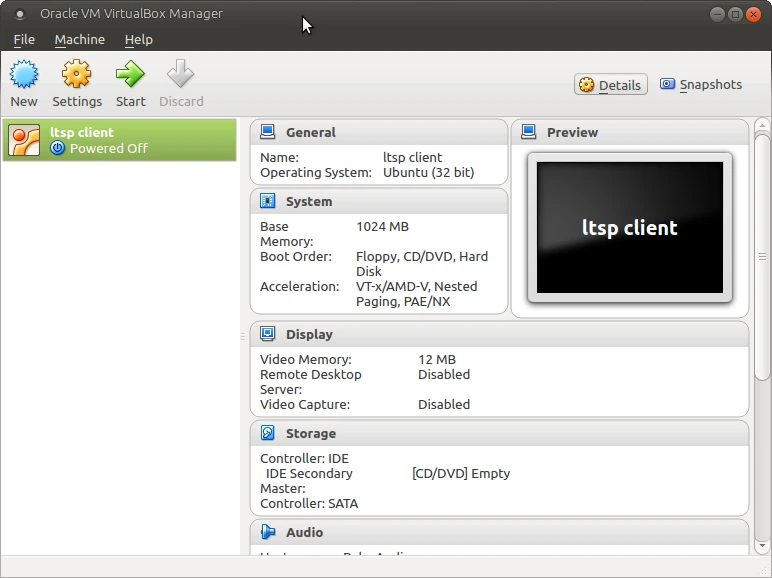 Oracle VM VirtualBox Manager
File Machine Help
New Settings Start Discard
Details Snapshots
ltsp client
Powered Off
General
Name: ltsp client
Operating System: Ubuntu (32 bit)
System
Base Memory: 1024 MB
Boot Order: Floppy, CD/DVD, Hard Disk
Acceleration: VT-x/AMD-V, Nested Paging, PAE/NX
Preview
ltsp client
Display
Video Memory: 12 MB
Remote Desktop Server: Disabled
Video Capture: Disabled
Storage
Controller: IDE
IDE Secondary Master: [CD/DVD] Empty
Controller: SATA
Audio